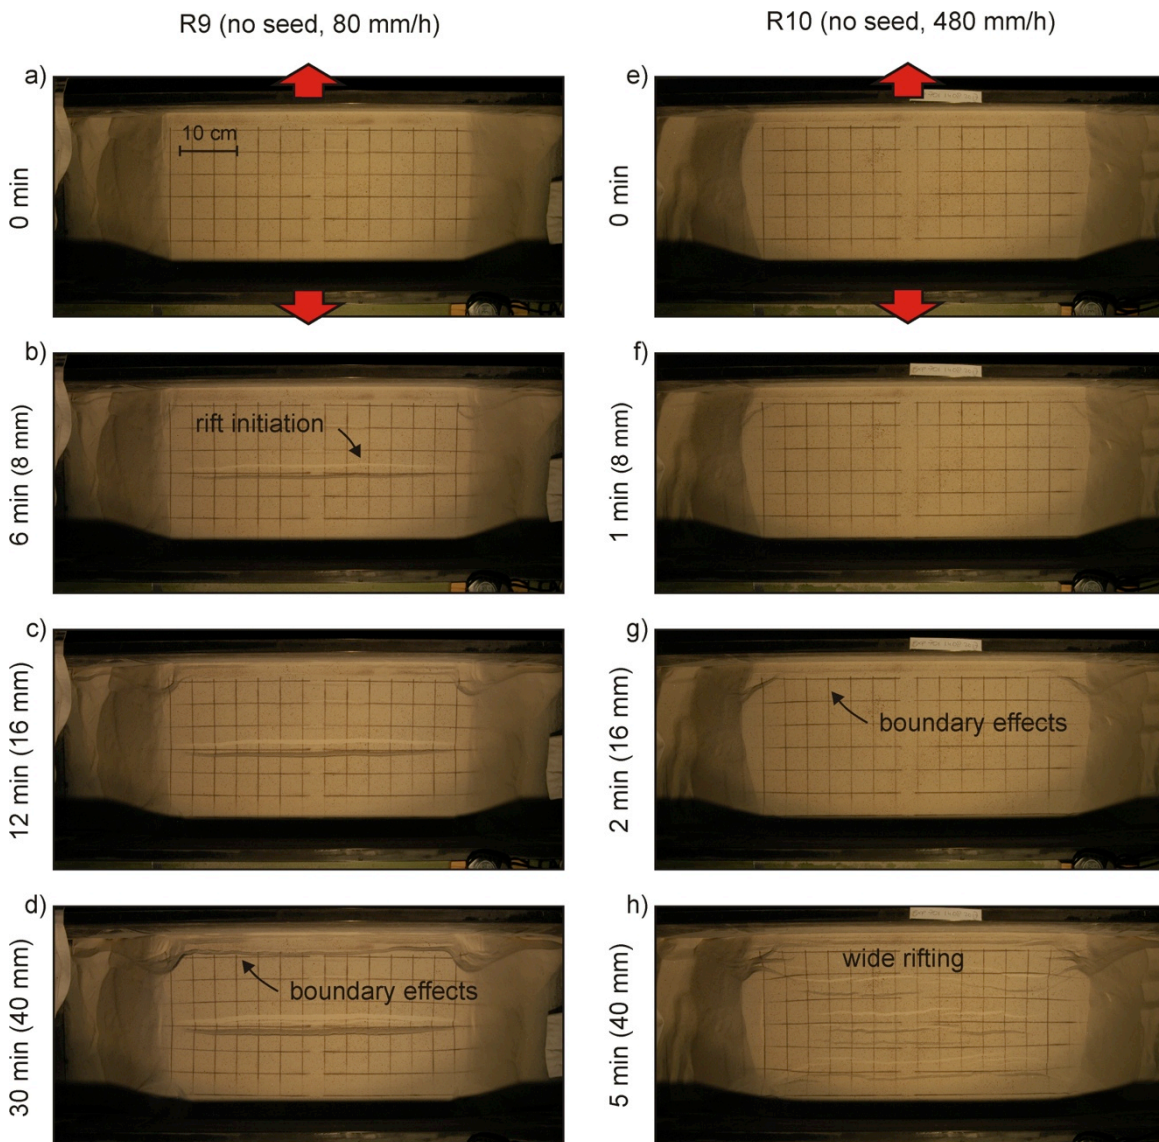 R9 (no seed, 80 mm/h)
R10 (no seed, 480 mm/h)
a)
10 cm
0 min
e)
0 min
b)
rift initiation
6 min (8 mm)
f)
1 min (8 mm)
c)
12 min (16 mm)
g)
boundary effects
2 min (16 mm)
d)
boundary effects
30 min (40 mm)
h)
wide rifting
5 min (40 mm)